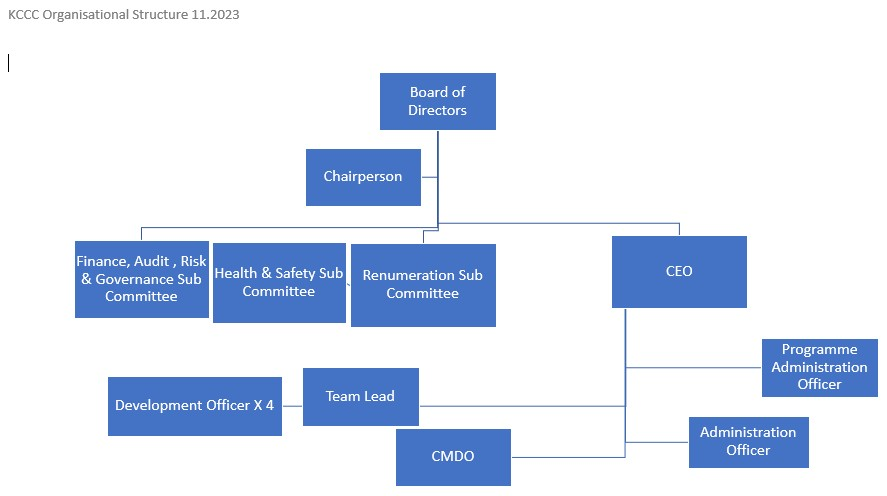 KCCC Organisational Structure 11.2023
Board of
Directors
Chairperson
Finance, Audit , Risk
& Governance Sub
Committee
Health & Safety Sub
Committee
Renumeration Sub
Committee
CEO
Programme
Administration
Officer
Development Officer X 4
Team Lead
Administration
Officer
CMDO